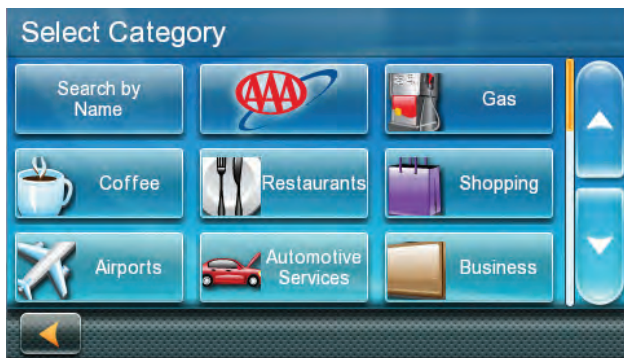 Select Category
Search by
Name
AAA
Gas
Coffee
Restaurants
Shopping
Airports
Automotive
Services
Business